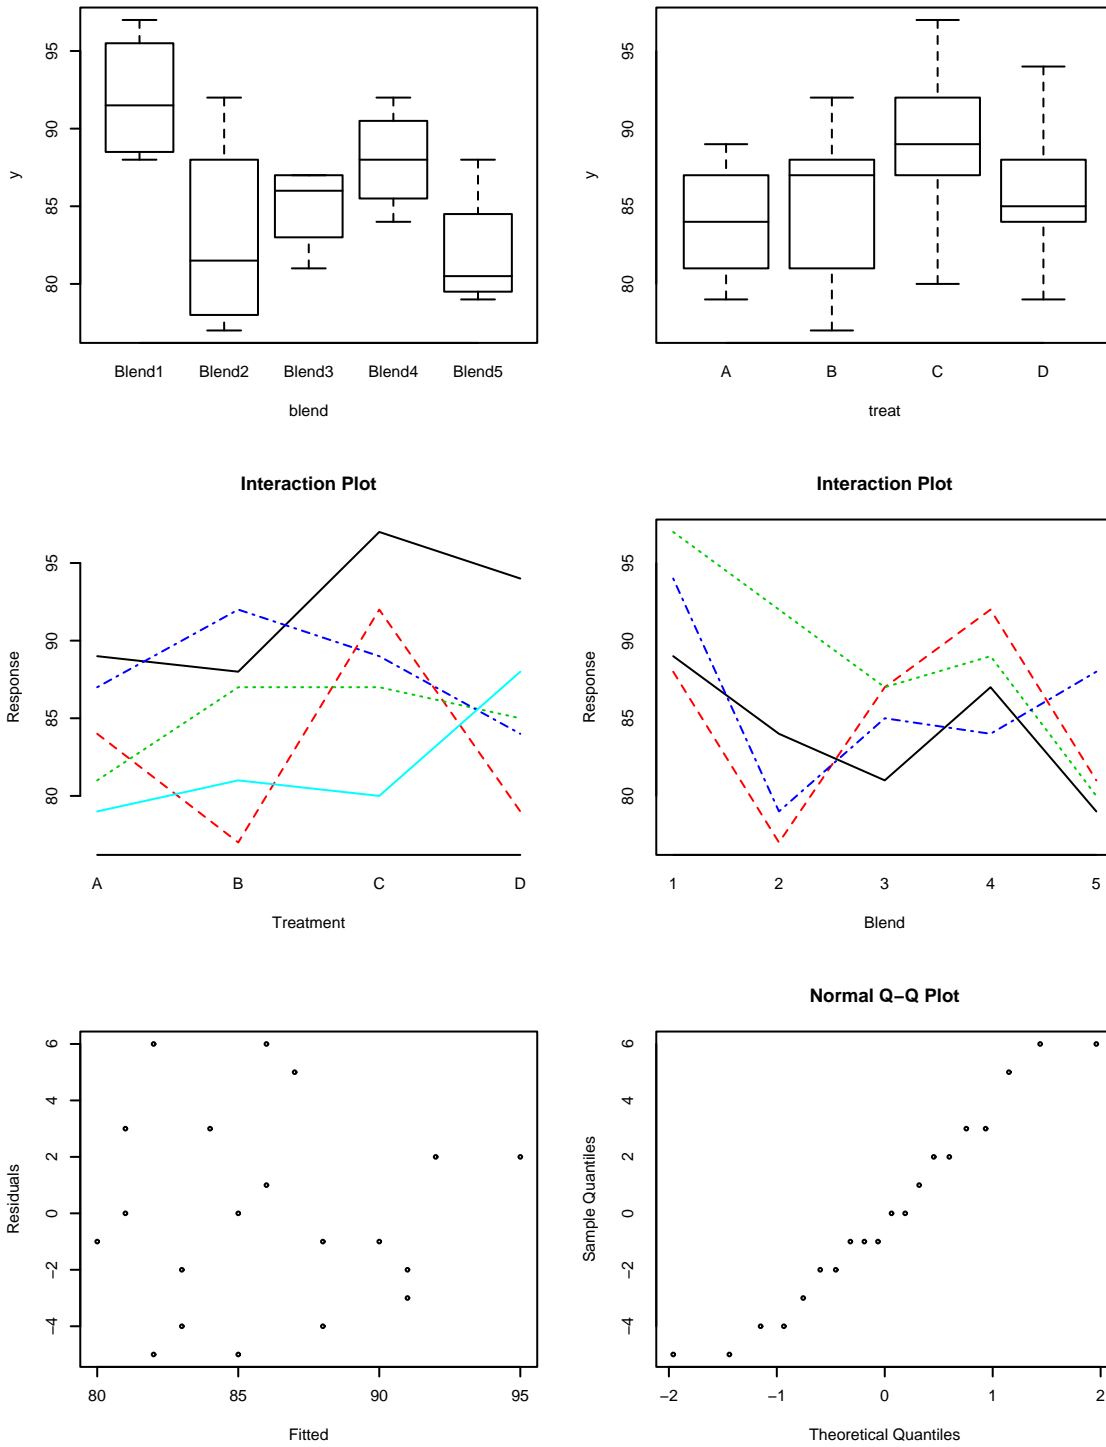 y
95
90
85
80
Blend1 Blend2 Blend3 Blend4 Blend5
blend
y
95
90
85
80
A B C D
treat
Interaction Plot
Response
95
90
85
80
A B C D
Treatment
Interaction Plot
Response
95
90
85
80
1 2 3 4 5
Blend
Residuals
6
4
2
0
−2
−4
80 85 90 95
Fitted
Normal Q−Q Plot
Sample Quantiles
6
4
2
0
−2
−4
−2 −1 0 1 2
Theoretical Quantiles